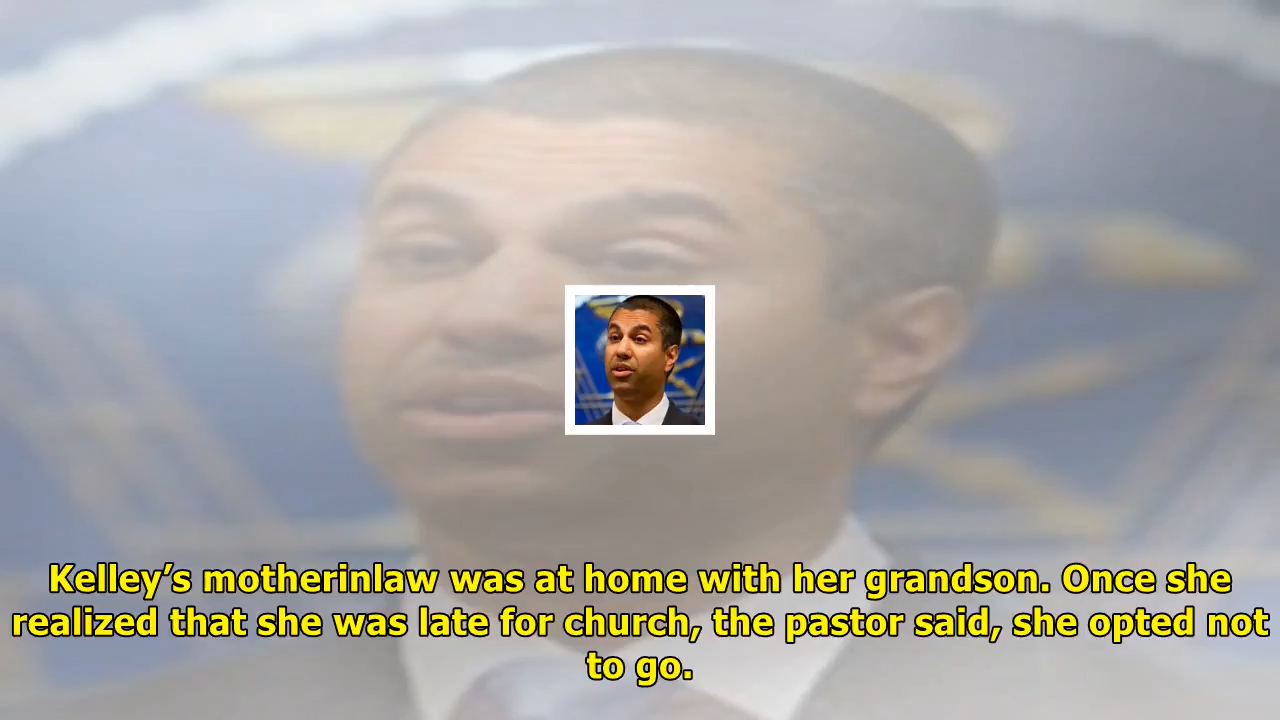 Kelley’s motherinlaw was at home with her grandson. Once she
realized that she was late for church, the pastor said, she opted not
to go.